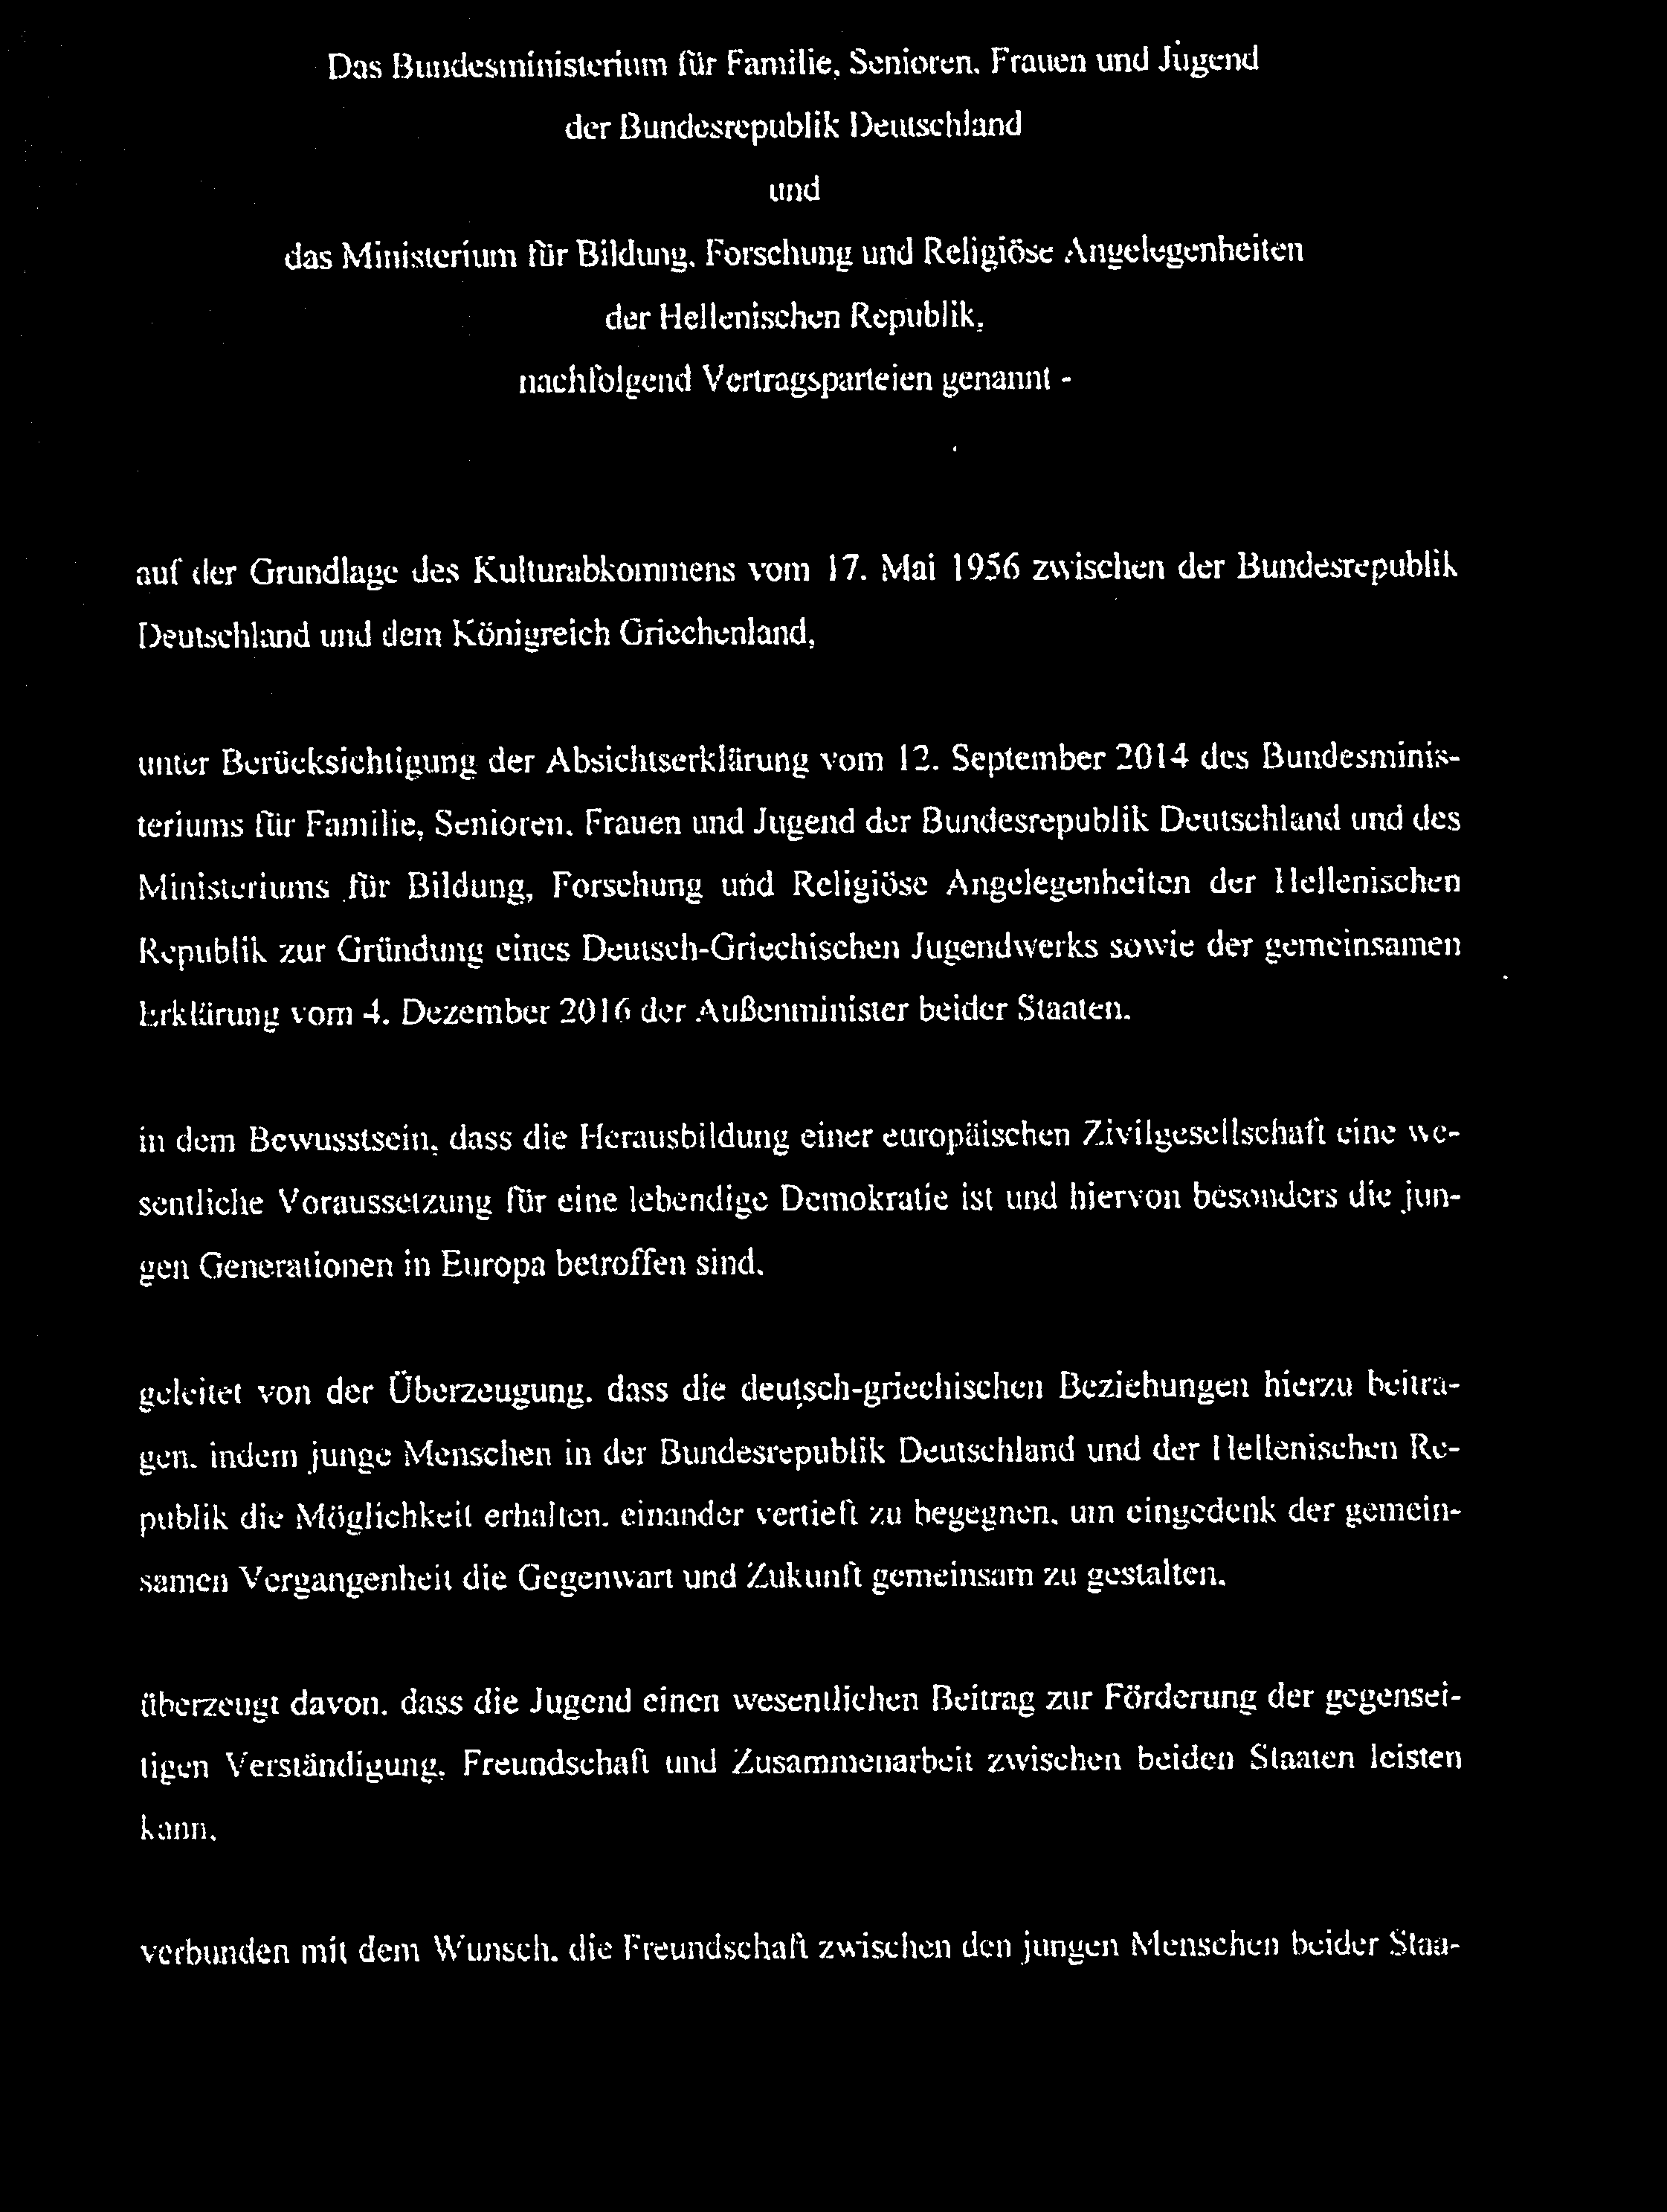 Das Bundesministerium für Familie, Senioren, Frauen und Jugend
der Bundesrepublik Deutschland
und
das Ministerium für Bildung, Forschung und Religiöse Angelegenheiten
der Hellenischen Republik,
nachfolgend Vertragsparteien genannt -
auf der Grundlage des Kulturabkommens vom 17. Mai 1956 zwischen der Bundesrepublik
Deutschland und dem Königreich Griechenland,
unter Berücksichtigung der Absichtserklärung vom 12. September 2014 des Bundesminis-
teriums für Familie, Senioren, Frauen und Jugend der Bundesrepublik Deutschland und des
Ministeriums für Bildung, Forschung und Religiöse Angelegenheiten der Hellenischen
Republik zur Gründung eines Deutsch-Griechischen Jugendwerks sowie der gemeinsamen
Erklärung vom 4. Dezember 2016 der Außenminister beider Staaten,
in dem Bewusstsein, dass die Herausbildung einer europäischen Zivilgesellschaft eine we-
sentliche Voraussetzung für eine lebendige Demokratie ist und hiervon besonders die jun-
gen Generationen in Europa betroffen sind,
geleitet von der Überzeugung, dass die deutsch-griechischen Beziehungen hierzu beitra-
gen, indem junge Menschen in der Bundesrepublik Deutschland und der Hellenischen Re-
publik die Möglichkeit erhalten, einander vertieft zu begegnen, um eingedenk der gemein-
samen Vergangenheit die Gegenwart und Zukunft gemeinsam zu gestalten,
überzeugt davon, dass die Jugend einen wesentlichen Beitrag zur Förderung der gegensei-
tigen Verständigung, Freundschaft und Zusammenarbeit zwischen beiden Staaten leisten
kann,
verbunden mit dem Wunsch, die Freundschaft zwischen den jungen Menschen beider Staa-